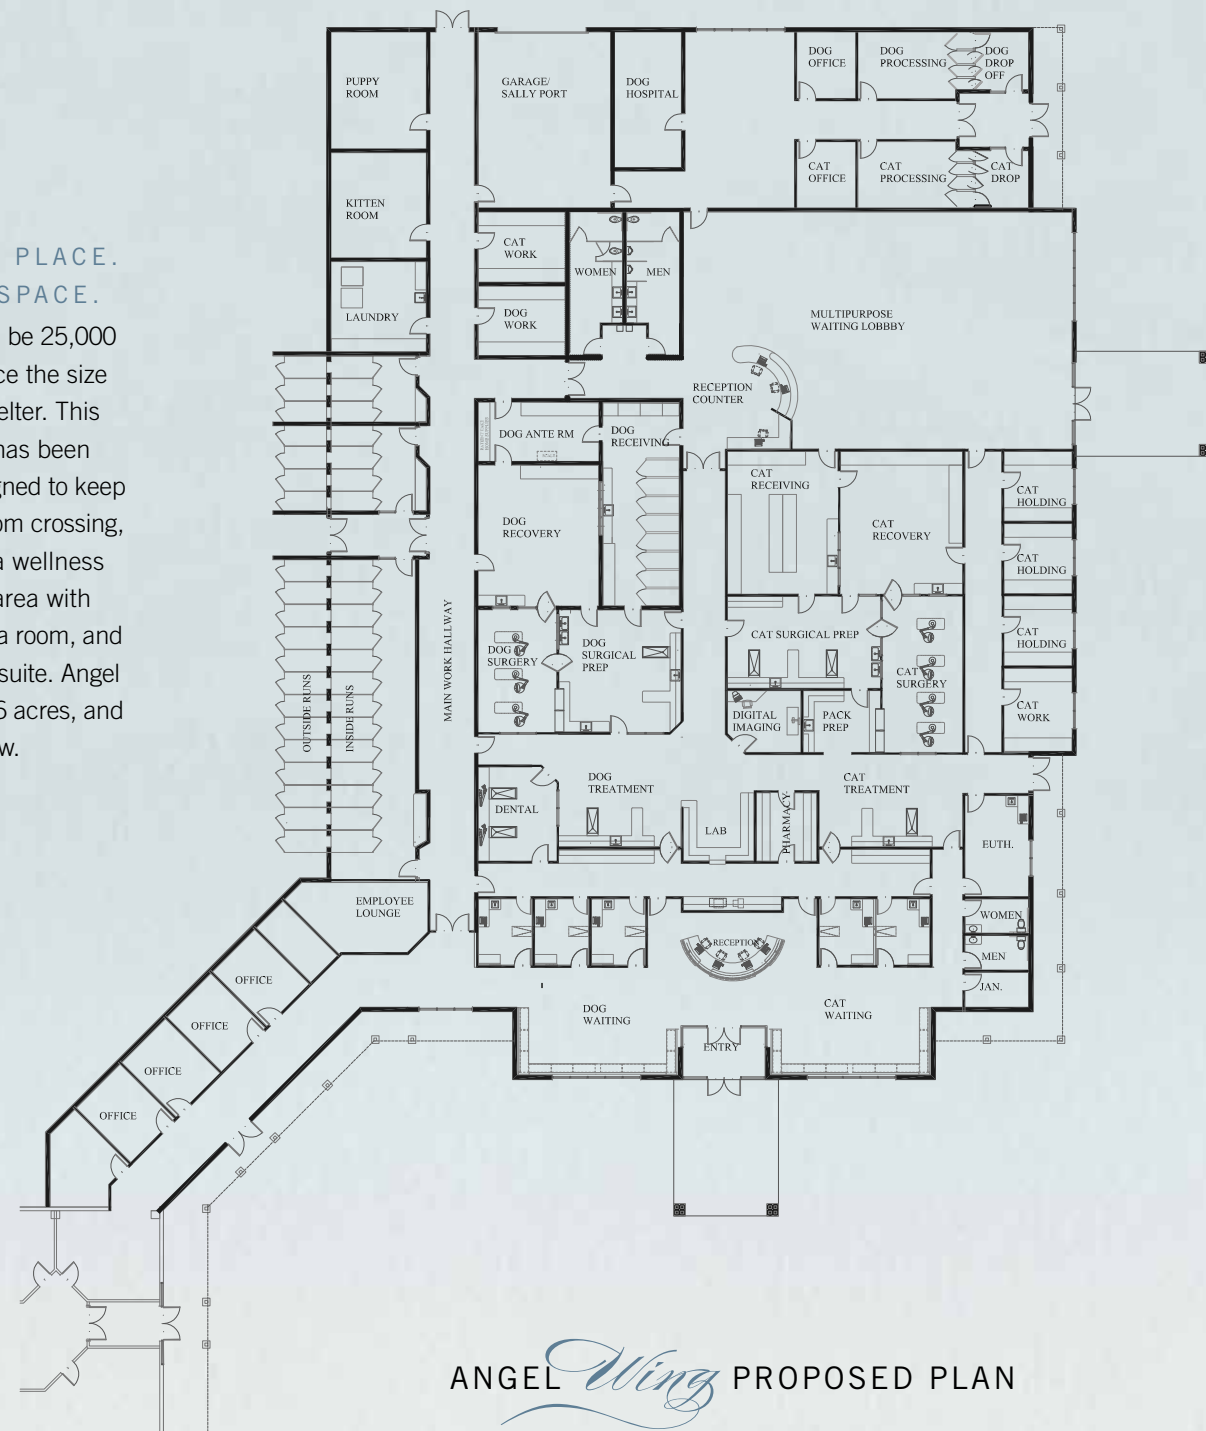 PLACE.
SPACE.
be 25,000
ce the size
elter. This
has been
gned to keep
om crossing,
a wellness
area with
a room, and
suite. Angel
6 acres, and
w.
PUPPY
ROOM
GARAGE/
SALLY PORT
DOG
HOSPITAL
DOG
OFFICE
DOG
PROCESSING
DOG
DROP
OFF
KITTEN
ROOM
CAT
OFFICE
CAT
PROCESSING
CAT
DROP
LAUNDRY
CAT
WORK
DOG
WORK
WOMEN
MEN
MULTIPURPOSE
WAITING LOBBBY
RECEPTION
COUNTER
DOG ANTE RM
DOG
RECEIVING
DOG
RECOVERY
CAT
RECEIVING
CAT
RECOVERY
CAT
HOLDING
CAT
HOLDING
CAT
HOLDING
CAT
WORK
OUTSIDE RUNS
INSIDE RUNS
MAIN WORK HALLWAY
DOG
SURGERY
DOG
SURGICAL
PREP
CAT SURGICAL PREP
CAT
SURGERY
DIGITAL
IMAGING
PACK
PREP
DENTAL
DOG
TREATMENT
LAB
PHARMACY
CAT
TREATMENT
EUTH.
EMPLOYEE
LOUNGE
RECEPTION
WOMEN
MEN
JAN.
OFFICE
OFFICE
OFFICE
OFFICE
DOG
WAITING
CAT
WAITING
ENTRY
ANGEL Wing PROPOSED PLAN